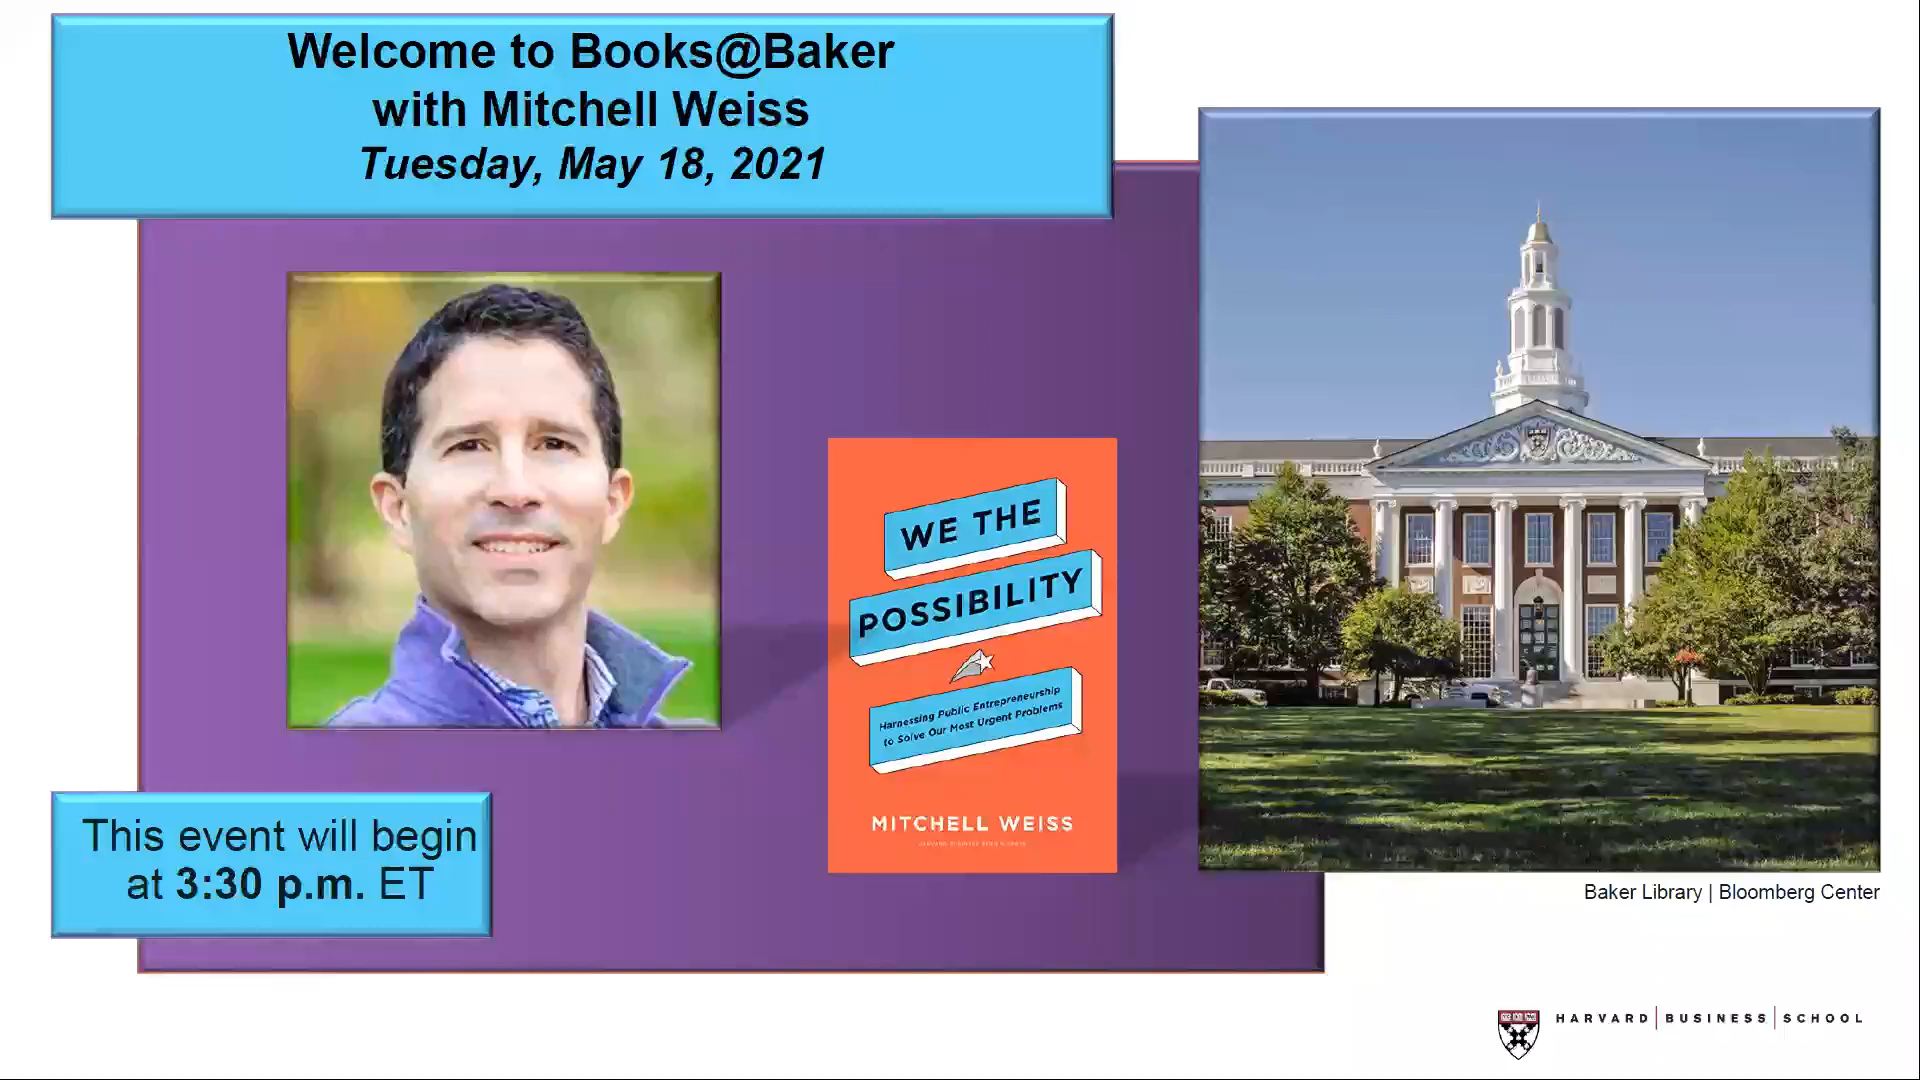 Welcome to Books@Baker
with Mitchell Weiss
Tuesday, May 18, 2021
WE THE
POSSIBILITY
Harnessing Public Entrepreneurship
to Solve Our Most Urgent Problems
MITCHELL WEISS
This event will begin
at 3:30 p.m. ET
Baker Library | Bloomberg Center
HARVARD | BUSINESS | SCHOOL